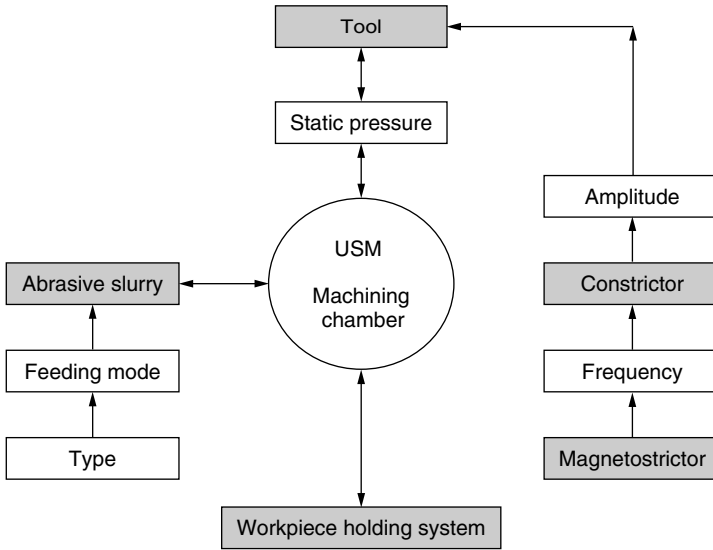 Tool
Static pressure
Amplitude
USM
Machining
chamber
Abrasive slurry
Constrictor
Feeding mode
Frequency
Type
Magnetostrictor
Workpiece holding system